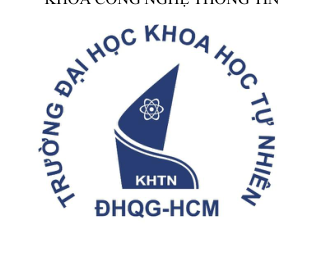 KHOA CÔNG NGHỆ THÔNG TIN
TRƯỜNG ĐẠI HỌC KHOA HỌC TỰ NHIÊN
KHTN
ĐHQG-HCM